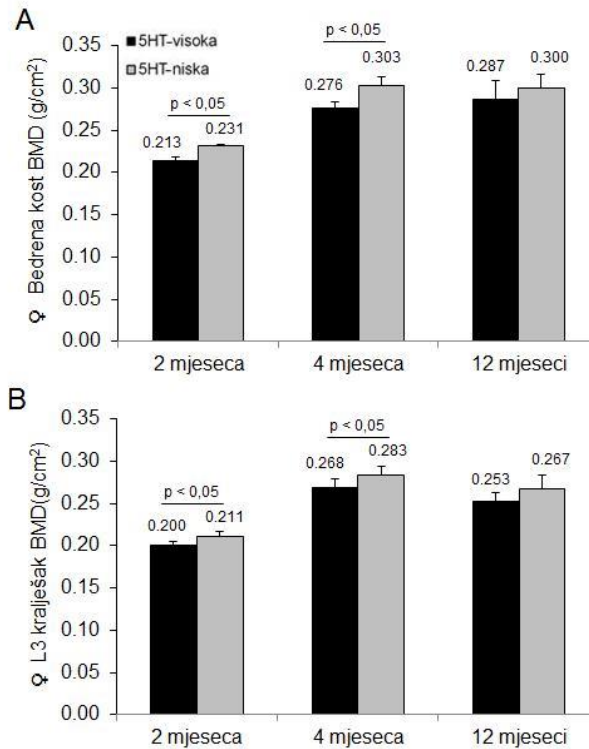 A
5HT-visoka
5HT-niska
♀ Bedrena kost BMD (g/cm²)
0.35
0.30
0.25
0.20
0.15
0.10
0.05
0.00
p < 0,05
0.213
0.231
p < 0,05
0.276
0.303
0.287
0.300
2 mjeseca
4 mjeseca
12 mjeseci
B
♀ L3 kralješak BMD(g/cm²)
0.35
0.30
0.25
0.20
0.15
0.10
0.05
0.00
p < 0,05
0.200
0.211
p < 0,05
0.268
0.283
0.253
0.267
2 mjeseca
4 mjeseca
12 mjeseci